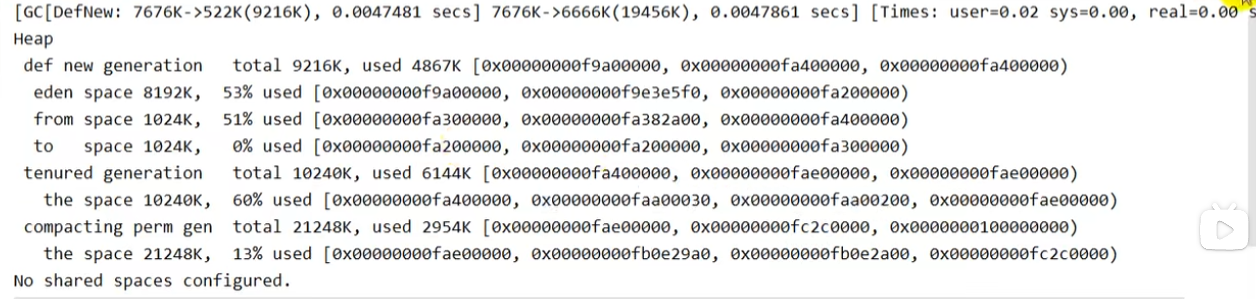 [GC[DefNew: 7676K->522K(9216K), 0.0047481 secs] 7676K->6666K(19456K), 0.0047861 secs] [Times: user=0.02 sys=0.00, real=0.00 s
Heap
def new generation total 9216K, used 4867K [0x00000000f9a00000, 0x00000000fa400000, 0x00000000fa400000)
eden space 8192K, 53% used [0x00000000f9a00000, 0x00000000f9e3e5f0, 0x00000000fa200000)
from space 1024K, 51% used [0x00000000fa300000, 0x00000000fa382a00, 0x00000000fa400000)
to space 1024K, 0% used [0x00000000fa200000, 0x00000000fa200000, 0x00000000fa300000)
tenured generation total 10240K, used 6144K [0x00000000fa400000, 0x00000000fae00000, 0x00000000fae00000)
the space 10240K, 60% used [0x00000000fa400000, 0x00000000faa00030, 0x00000000faa00200, 0x00000000fae00000)
compacting perm gen total 21248K, used 2954K [0x00000000fae00000, 0x00000000fc2c0000, 0x0000000100000000)
the space 21248K, 13% used [0x00000000fae00000, 0x00000000fb0e29a0, 0x00000000fb0e2a00, 0x00000000fc2c0000)
No shared spaces configured.